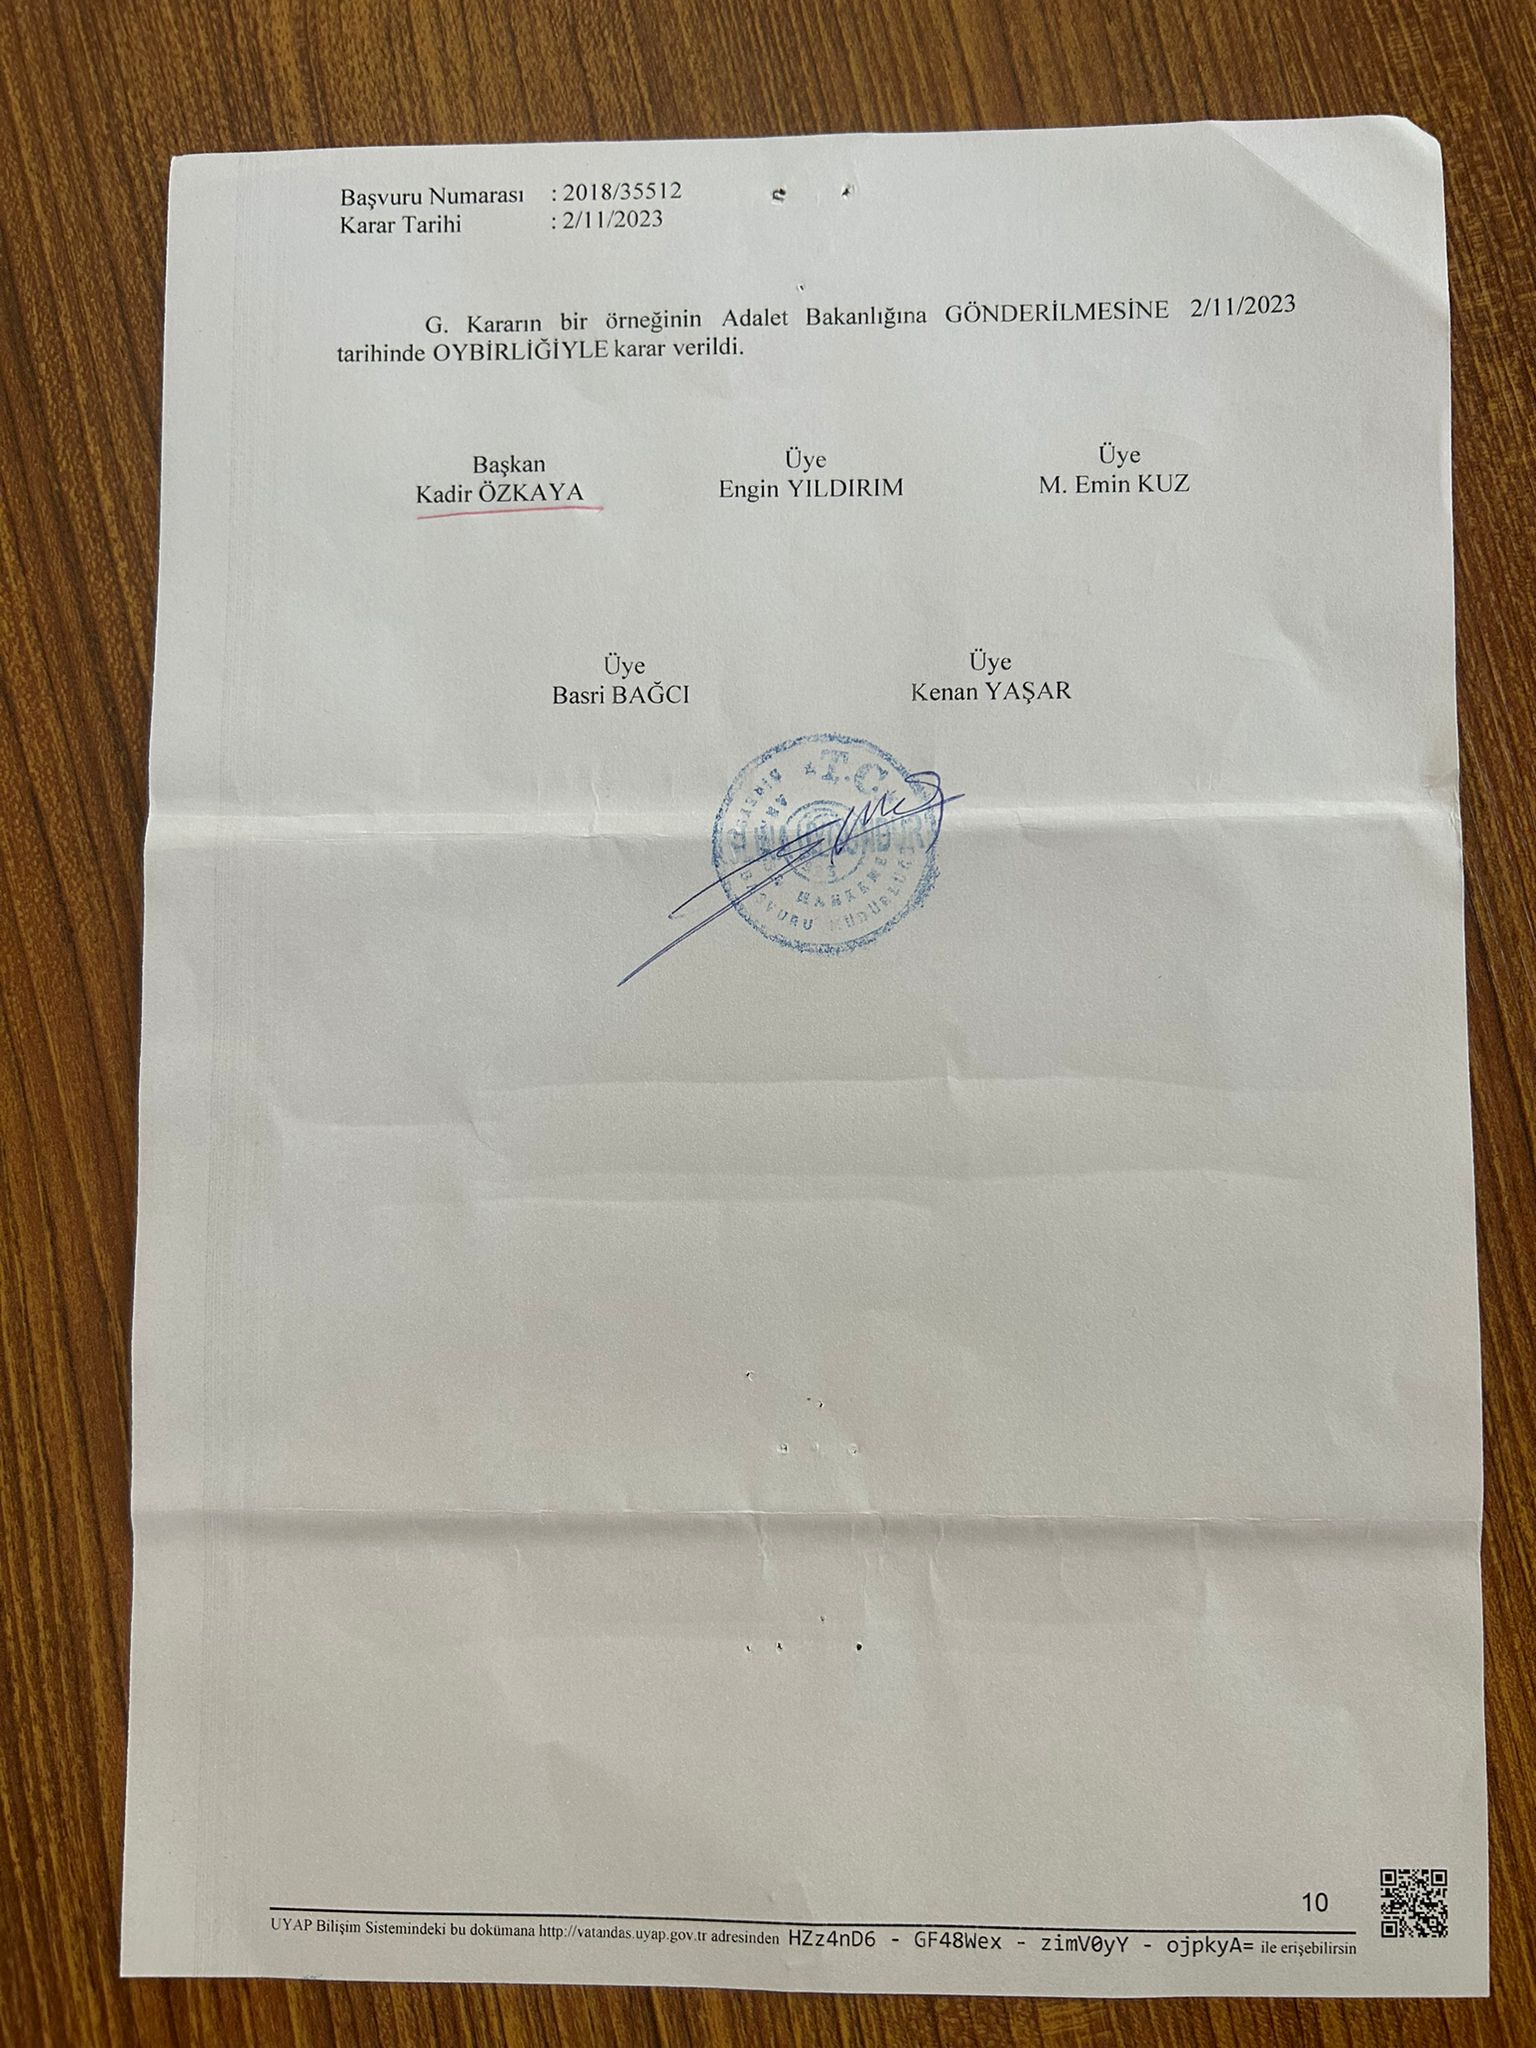 Başvuru Numarası : 2018/35512
Karar Tarihi : 2/11/2023
G. Kararın bir örneğinin Adalet Bakanlığına GÖNDERİLMESİNE 2/11/2023
tarihinde OYBİRLİĞİYLE karar verildi.
Başkan
Kadir ÖZKAYA
Üye
Engin YILDIRIM
Üye
M. Emin KUZ
Üye
Basri BAĞCI
Üye
Kenan YAŞAR
T.C.
10
UYAP Bilişim Sistemindeki bu dokümana http://vatandas.uyap.gov.tr adresinden HZz4nD6 - GF48Wex - zimV0yY - ojpkyA= ile erişebilirsin